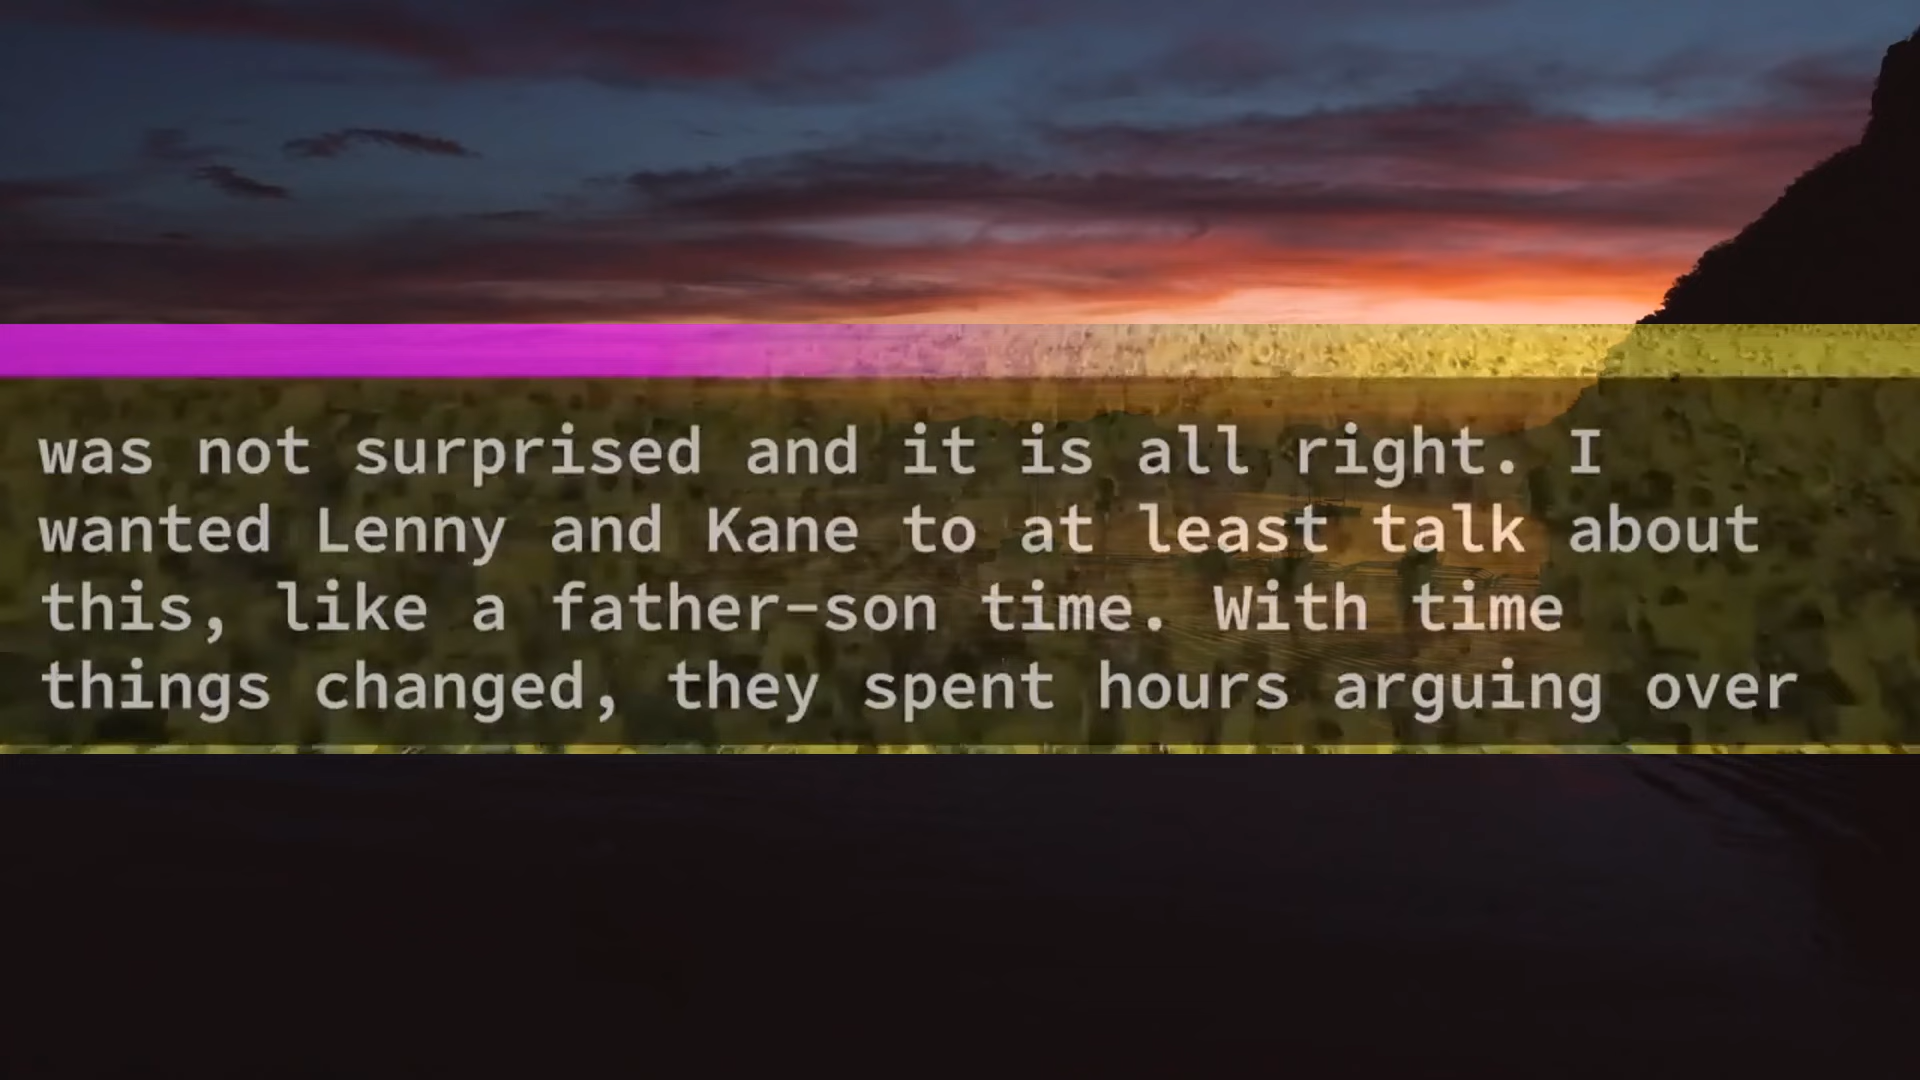 was not surprised and it is all right. I
wanted Lenny and Kane to at least talk about
this, like a father-son time. With time
things changed, they spent hours arguing over